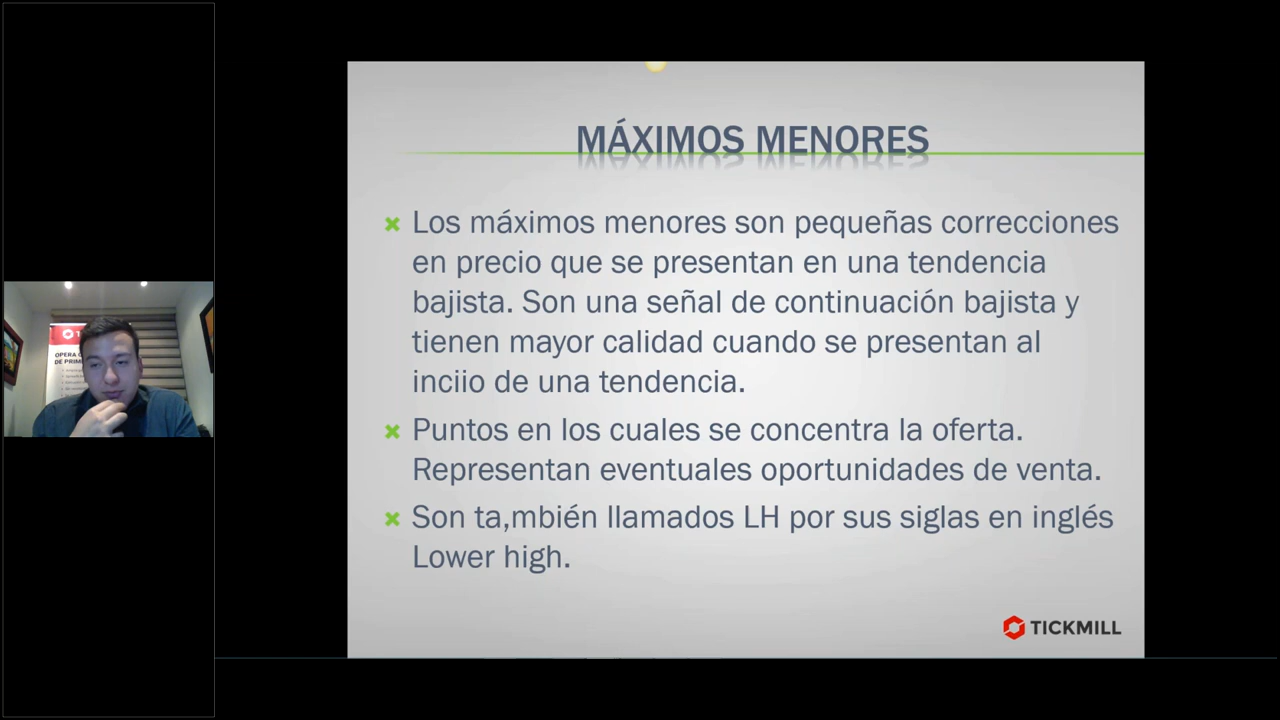 MÁXIMOS MENORES
Los máximos menores son pequeñas correcciones
en precio que se presentan en una tendencia
bajista. Son una señal de continuación bajista y
tienen mayor calidad cuando se presentan al
inciio de una tendencia.
Puntos en los cuales se concentra la oferta.
Representan eventuales oportunidades de venta.
Son ta,mbién llamados LH por sus siglas en inglés
Lower high.
TICKMILL
OPERA
DE PRIM